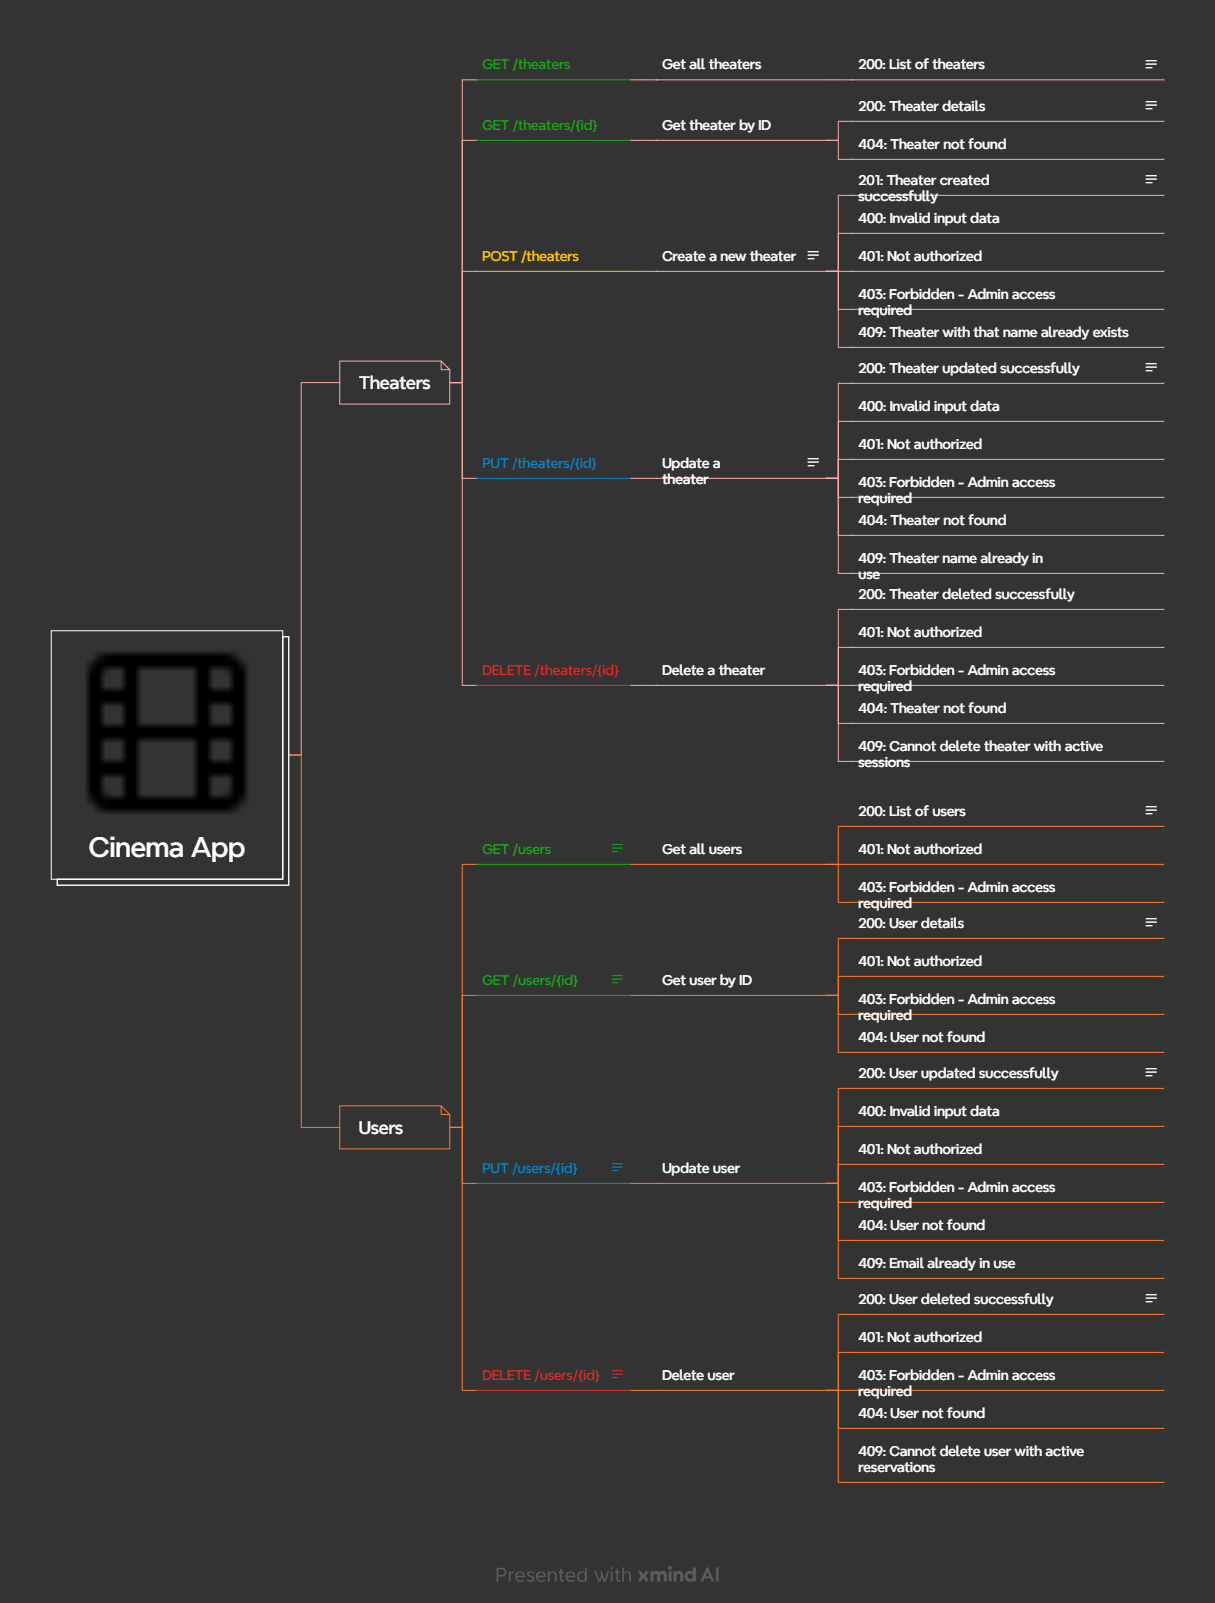 GET /theaters
Get all theaters
200: List of theaters
GET /theaters/{id}
Get theater by ID
200: Theater details
404: Theater not found
POST /theaters
Create a new theater
201: Theater created
successfully
400: Invalid input data
401: Not authorized
403: Forbidden - Admin access
required
409: Theater with that name already exists
Theaters
PUT /theaters/{id}
Update a
theater
200: Theater updated successfully
400: Invalid input data
401: Not authorized
403: Forbidden - Admin access
required
404: Theater not found
409: Theater name already in
use
DELETE /theaters/{id}
Delete a theater
200: Theater deleted successfully
401: Not authorized
403: Forbidden - Admin access
required
404: Theater not found
409: Cannot delete theater with active
sessions
Cinema App
GET /users
Get all users
200: List of users
401: Not authorized
403: Forbidden - Admin access
required
GET /users/{id}
Get user by ID
200: User details
401: Not authorized
403: Forbidden - Admin access
required
404: User not found
Users
PUT /users/{id}
Update user
200: User updated successfully
400: Invalid input data
401: Not authorized
403: Forbidden - Admin access
required
404: User not found
409: Email already in use
DELETE /users/{id}
Delete user
200: User deleted successfully
401: Not authorized
403: Forbidden - Admin access
required
404: User not found
409: Cannot delete user with active
reservations
Presented with xmind AI